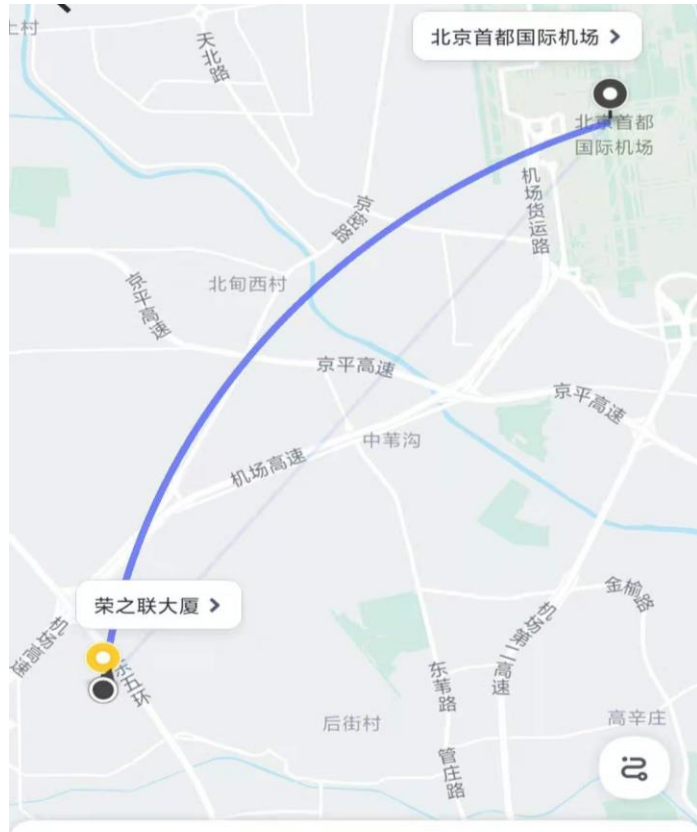 土村
北京首都国际机场
天北路
北京首都
国际机场
机场货运路
京密路
北甸西村
京平高速
京平高速
京平高速
中苇沟
机场高速
荣之联大厦
金榆路
机场高速
机场第二高速
东五环
东苇路
后街村
高辛庄
管庄路